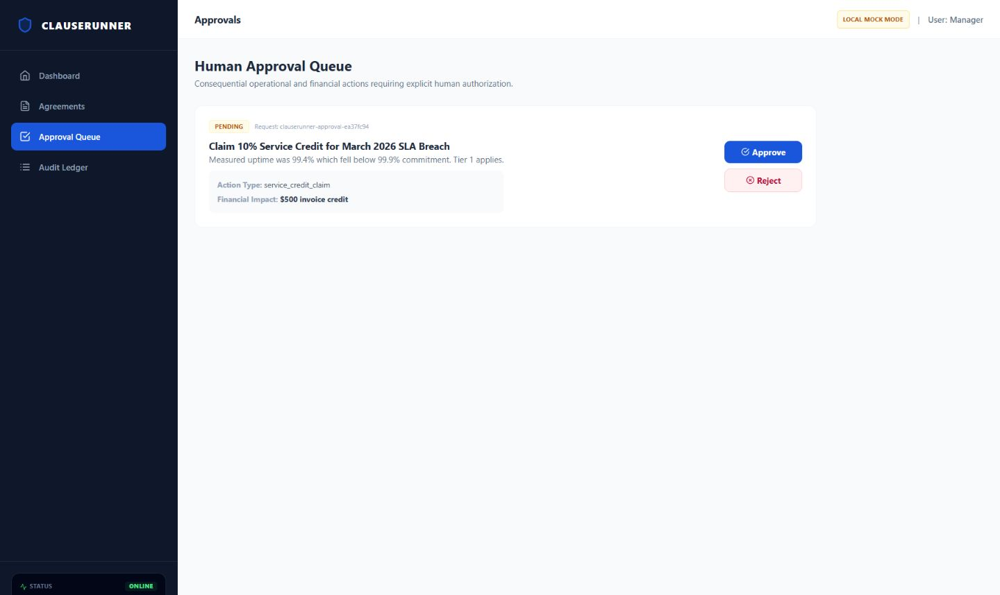 CLAUSERUNNER
Dashboard
Agreements
Approval Queue
Audit Ledger
STATUS
ONLINE
Approvals
LOCAL MOCK MODE
|
User: Manager
Human Approval Queue
Consequential operational and financial actions requiring explicit human authorization.
PENDING
Request: clauserunner-approval-ea37fc94
Claim 10% Service Credit for March 2026 SLA Breach
Measured uptime was 99.4% which fell below 99.9% commitment. Tier 1 applies.
Action Type: service_credit_claim
Financial Impact: $500 invoice credit
Approve
Reject